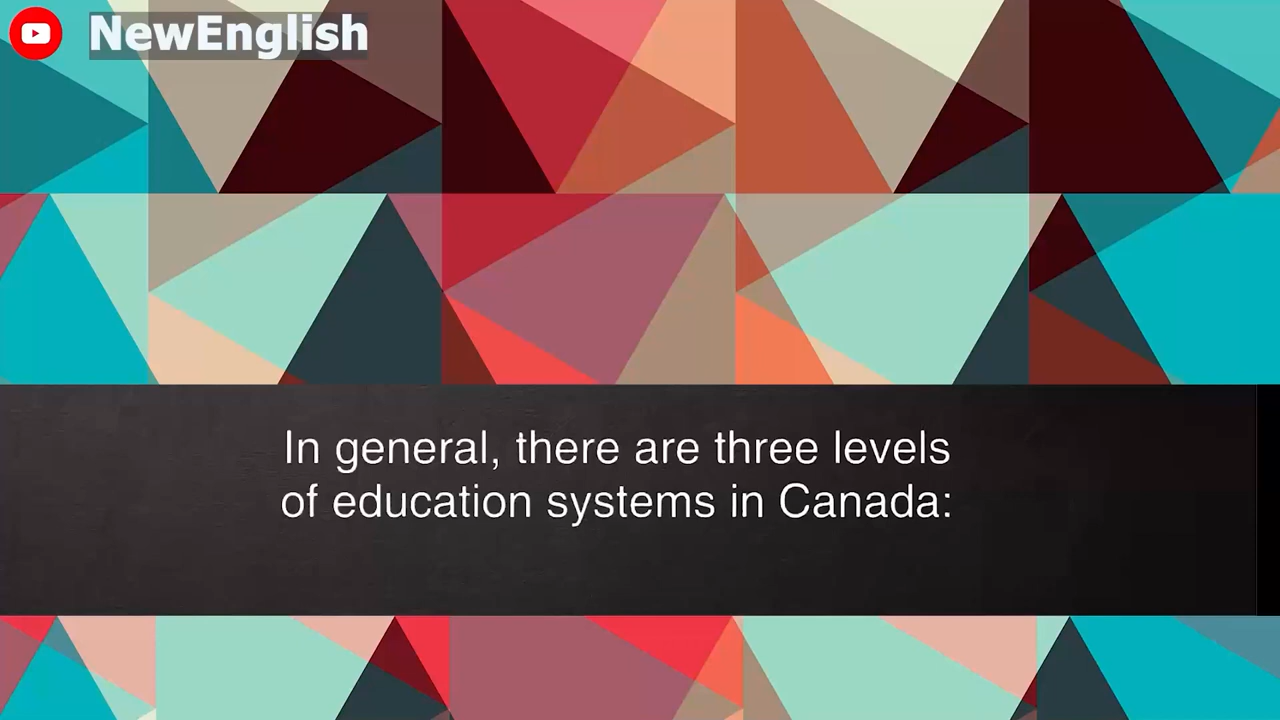 NewEnglish
In general, there are three levels
of education systems in Canada: